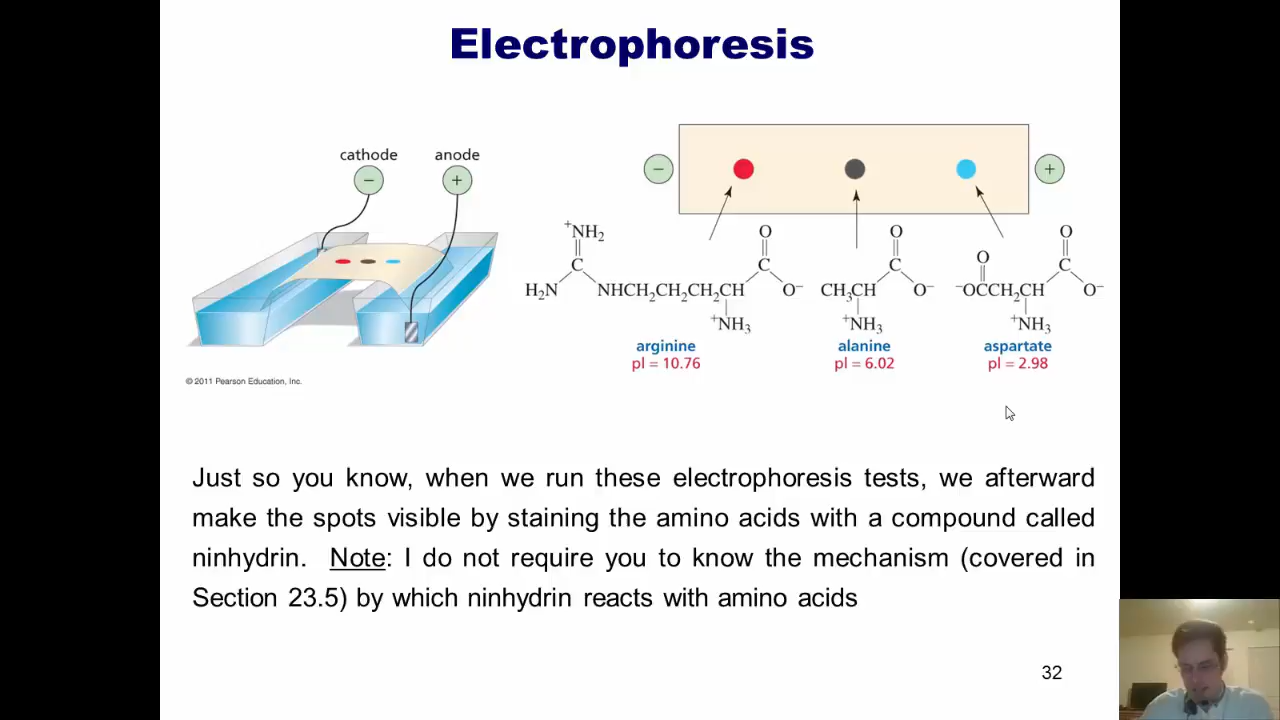 Electrophoresis
cathode anode
− +
− +
⁺NH₂ O O O
O
C C C C C
H₂N NHCH₂CH₂CH₂CH O⁻ CH₃CH O⁻ ⁻OCCH₂CH O⁻
⁺NH₃ ⁺NH₃ ⁺NH₃
arginine alanine aspartate
pI = 10.76 pI = 6.02 pI = 2.98
© 2011 Pearson Education, Inc.
Just so you know, when we run these electrophoresis tests, we afterward
make the spots visible by staining the amino acids with a compound called
ninhydrin. Note: I do not require you to know the mechanism (covered in
Section 23.5) by which ninhydrin reacts with amino acids
32